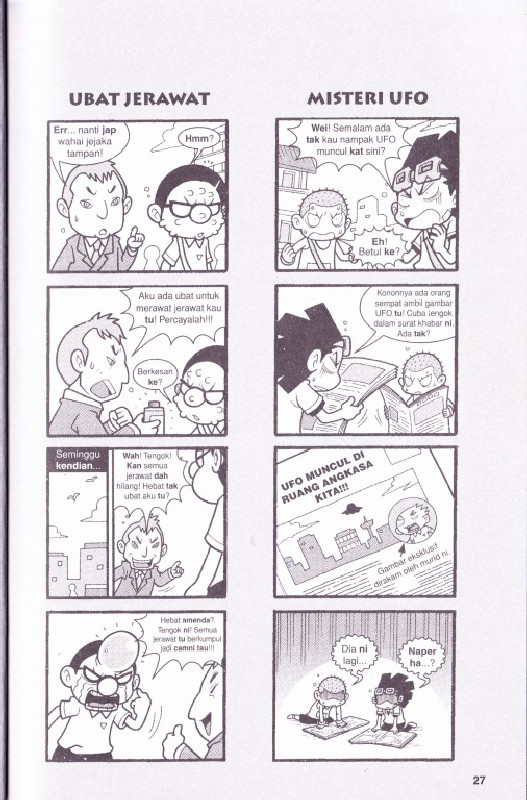 UBAT JERAWAT
Err... nanti jap
wahai jejaka
tampan!!
Hmm?
Aku ada ubat untuk
merawat jerawat kau
tu! Percayalah!!!
Berkesan
ke?
Seminggu
kendian...
Wah! Tengok!
Kan semua
jerawat dah
hilang! Hebat tak
ubat aku tu?
Hebat amenda?
Tengok ni! Semua
jerawat tu berkumpul
jadi camni tau!!!
MISTERI UFO
Weii! Semalam ada
tak kau nampak UFO
muncul kat sini?
Eh!
Betul ke?
Kononnya ada orang
sempat ambil gambar
UFO tu! Cuba jengok
dalam surat khabar ni.
Ada tak?
UFO MUNCUL DI
RUANG ANGKASA
KITA!!!
Gambar eksklusif
dirakam oleh murid ni.
Dia ni
lagi...
Naper
ha...?
27